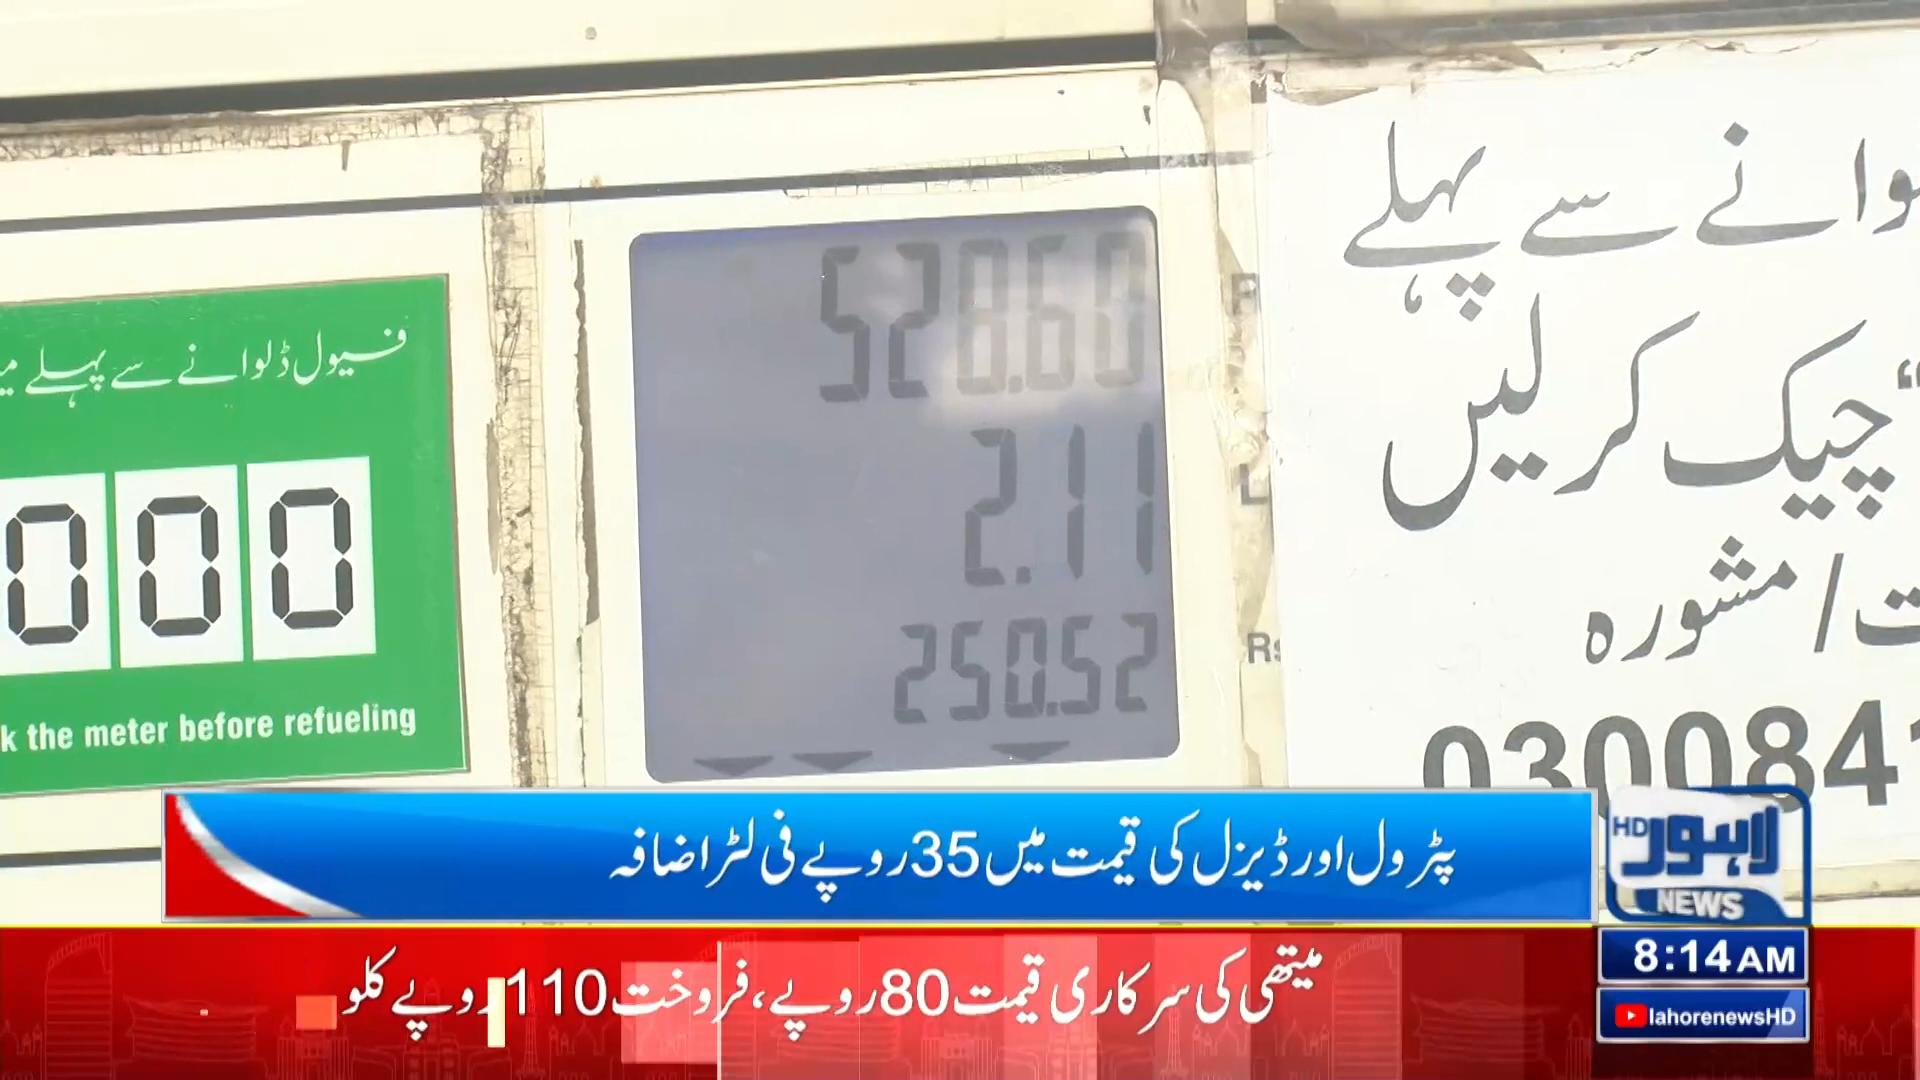 فیول ڈلوانے سے پہلے
000
k the meter before refueling
528.60
2.11
250.52
Rs
لوانے سے پہلے
“چیک کرلیں
ت/مشورہ
0300841
پٹرول اور ڈیزل کی قیمت میں 35 روپے فی لٹر اضافہ
لاہور HD
NEWS
میتھی کی سرکاری قیمت 80 روپے، فروخت 110 روپے کلو
8:14 AM
lahorenewsHD